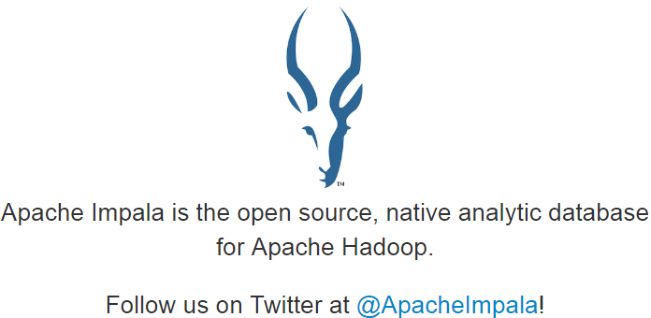 TM
Apache Impala is the open source, native analytic database
for Apache Hadoop.
Follow us on Twitter at @ApacheImpala!